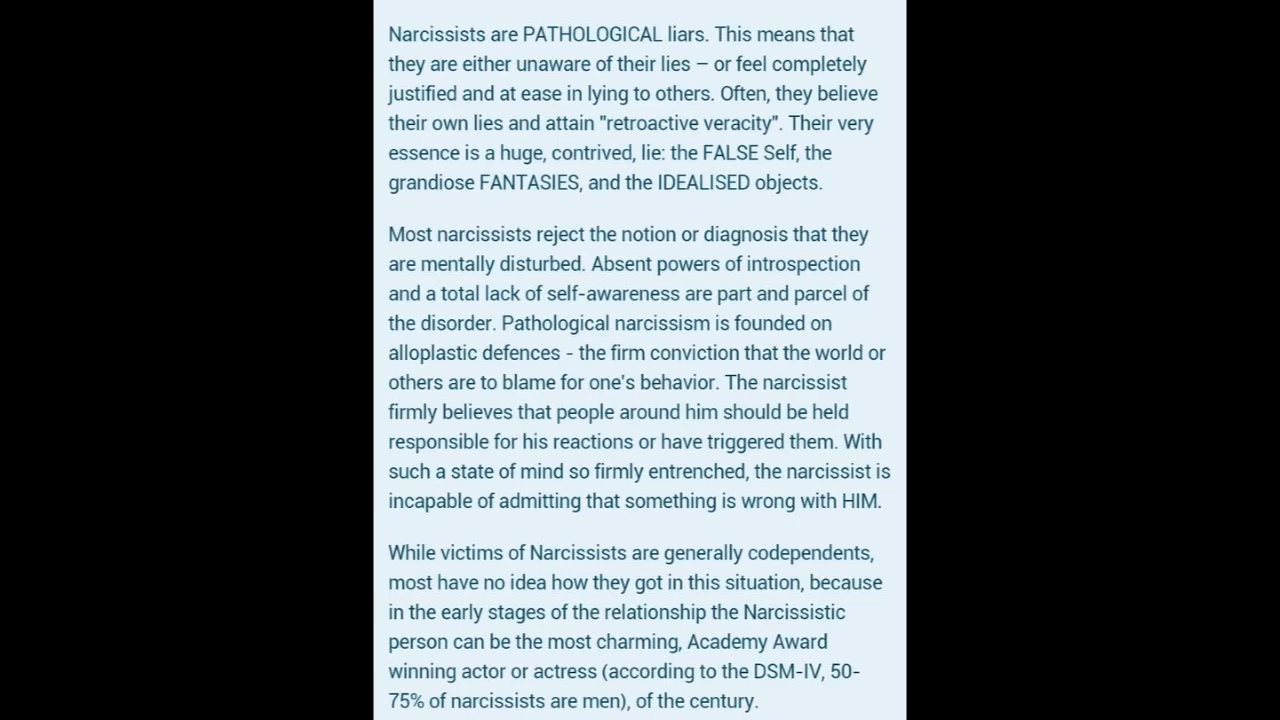 Narcissists are PATHOLOGICAL liars. This means that
they are either unaware of their lies – or feel completely
justified and at ease in lying to others. Often, they believe
their own lies and attain "retroactive veracity". Their very
essence is a huge, contrived, lie: the FALSE Self, the
grandiose FANTASIES, and the IDEALISED objects.
Most narcissists reject the notion or diagnosis that they
are mentally disturbed. Absent powers of introspection
and a total lack of self-awareness are part and parcel of
the disorder. Pathological narcissism is founded on
alloplastic defences - the firm conviction that the world or
others are to blame for one's behavior. The narcissist
firmly believes that people around him should be held
responsible for his reactions or have triggered them. With
such a state of mind so firmly entrenched, the narcissist is
incapable of admitting that something is wrong with HIM.
While victims of Narcissists are generally codependents,
most have no idea how they got in this situation, because
in the early stages of the relationship the Narcissistic
person can be the most charming, Academy Award
winning actor or actress (according to the DSM-IV, 50-
75% of narcissists are men), of the century.